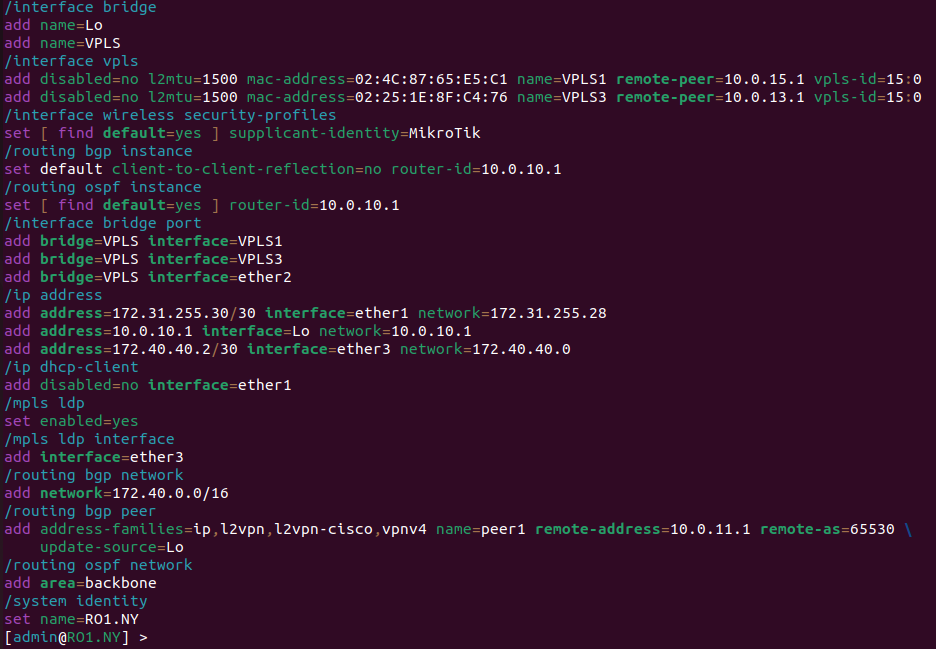 /interface bridge
add name=Lo
add name=VPLS
/interface vpls
add disabled=no l2mtu=1500 mac-address=02:4C:87:65:E5:C1 name=VPLS1 remote-peer=10.0.15.1 vpls-id=15:0
add disabled=no l2mtu=1500 mac-address=02:25:1E:8F:C4:76 name=VPLS3 remote-peer=10.0.13.1 vpls-id=15:0
/interface wireless security-profiles
set [ find default=yes ] supplicant-identity=MikroTik
/routing bgp instance
set default client-to-client-reflection=no router-id=10.0.10.1
/routing ospf instance
set [ find default=yes ] router-id=10.0.10.1
/interface bridge port
add bridge=VPLS interface=VPLS1
add bridge=VPLS interface=VPLS3
add bridge=VPLS interface=ether2
/ip address
add address=172.31.255.30/30 interface=ether1 network=172.31.255.28
add address=10.0.10.1 interface=Lo network=10.0.10.1
add address=172.40.40.2/30 interface=ether3 network=172.40.40.0
/ip dhcp-client
add disabled=no interface=ether1
/mpls ldp
set enabled=yes
/mpls ldp interface
add interface=ether3
/routing bgp network
add network=172.40.0.0/16
/routing bgp peer
add address-families=ip,l2vpn,l2vpn-cisco,vpnv4 name=peer1 remote-address=10.0.11.1 remote-as=65530 \
    update-source=Lo
/routing ospf network
add area=backbone
/system identity
set name=RO1.NY
[admin@RO1.NY] >